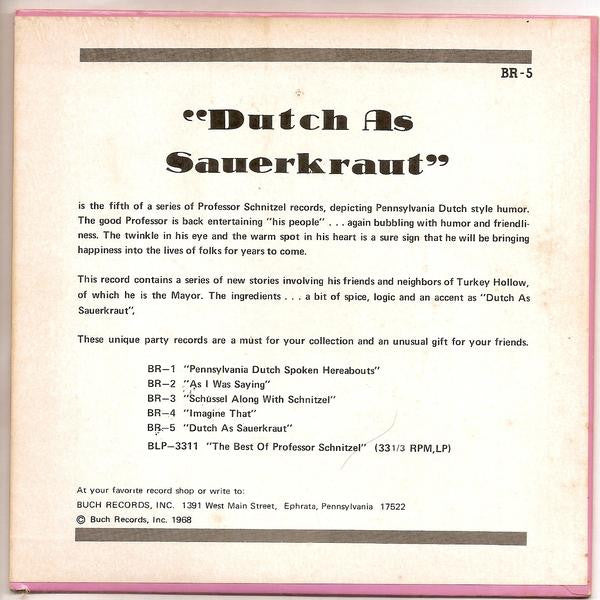 BR-5
"Dutch As
Sauerkraut"
is the fifth of a series of Professor Schnitzel records, depicting Pennsylvania Dutch style humor.
The good Professor is back entertaining "his people" . . . again bubbling with humor and friendli-
ness. The twinkle in his eye and the warm spot in his heart is a sure sign that he will be bringing
happiness into the lives of folks for years to come.
This record contains a series of new stories involving his friends and neighbors of Turkey Hollow,
of which he is the Mayor. The ingredients . . . a bit of spice, logic and an accent as "Dutch As
Sauerkraut".
These unique party records are a must for your collection and an unusual gift for your friends.
BR—1 "Pennsylvania Dutch Spoken Hereabouts"
BR—2 "As I Was Saying"
BR—3 "Schüssel Along With Schnitzel"
BR—4 "Imagine That"
BR—5 "Dutch As Sauerkraut"
BLP—3311 "The Best Of Professor Schnitzel" (33 1/3 RPM,LP)
At your favorite record shop or write to:
BUCH RECORDS, INC. 1391 West Main Street, Ephrata, Pennsylvania 17522
© Buch Records, Inc. 1968